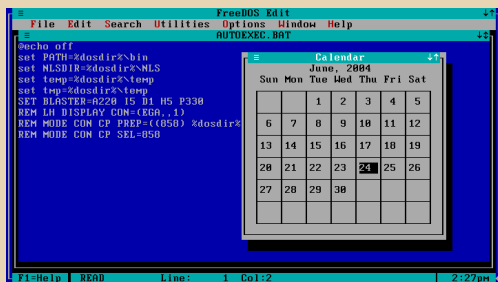 FreeDOS Edit
File Edit Search Utilities Options Window Help
AUTOEXEC.BAT
@echo off
set PATH=%dosdir%\bin
set NLSDIR=%dosdir%\NLS
set temp=%dosdir%\temp
set tmp=%dosdir%\temp
SET BLASTER=A220 I5 D1 H5 P330
REM LH DISPLAY CON=(EGA,,1)
REM MODE CON CP PREP=((858) %dosdir%
REM MODE CON CP SEL=858
Calendar
June, 2004
Sun Mon Tue Wed Thu Fri Sat
1 2 3 4 5
6 7 8 9 10 11 12
13 14 15 16 17 18 19
20 21 22 23 24 25 26
27 28 29 30
F1=Help READ Line: 1 Col:2 2:27pm